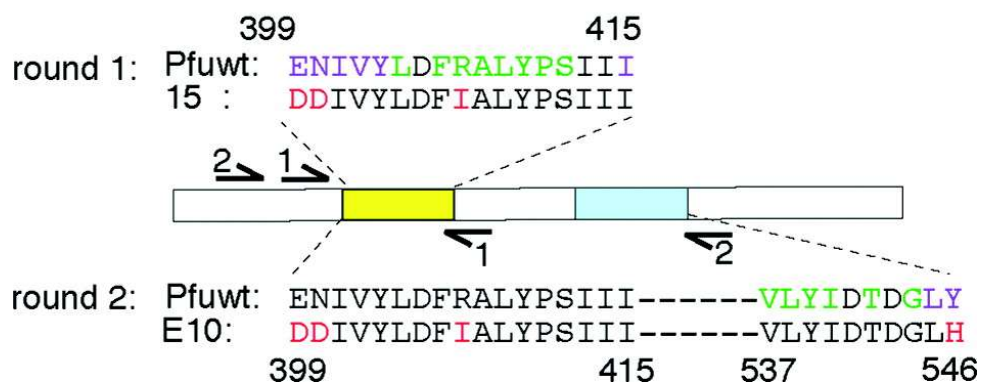 399 415
round 1: Pfuwt: ENIVYLDFRALYPSIII
15 : DDIVYLDFIALYPSIII
2 1
1 2
round 2: Pfuwt: ENIVYLDFRALYPSIII------VLYIDTDGLY
E10: DDIVYLDFIALYPSIII------VLYIDTDGLH
399 415 537 546